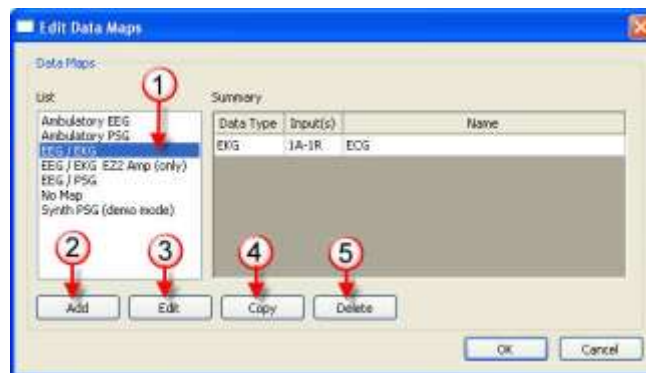 Edit Data Maps
Data Maps
List
Summary
1
Ambulatory EEG
Ambulatory PSG
EEG / EKG
EEG / EKG EZ2 Amp (only)
EEG / PSG
No Map
Synth PSG (demo mode)
Data Type Input(s) Name
EKG 1A-1R ECG
2 3 4 5
Add Edit Copy Delete
OK Cancel